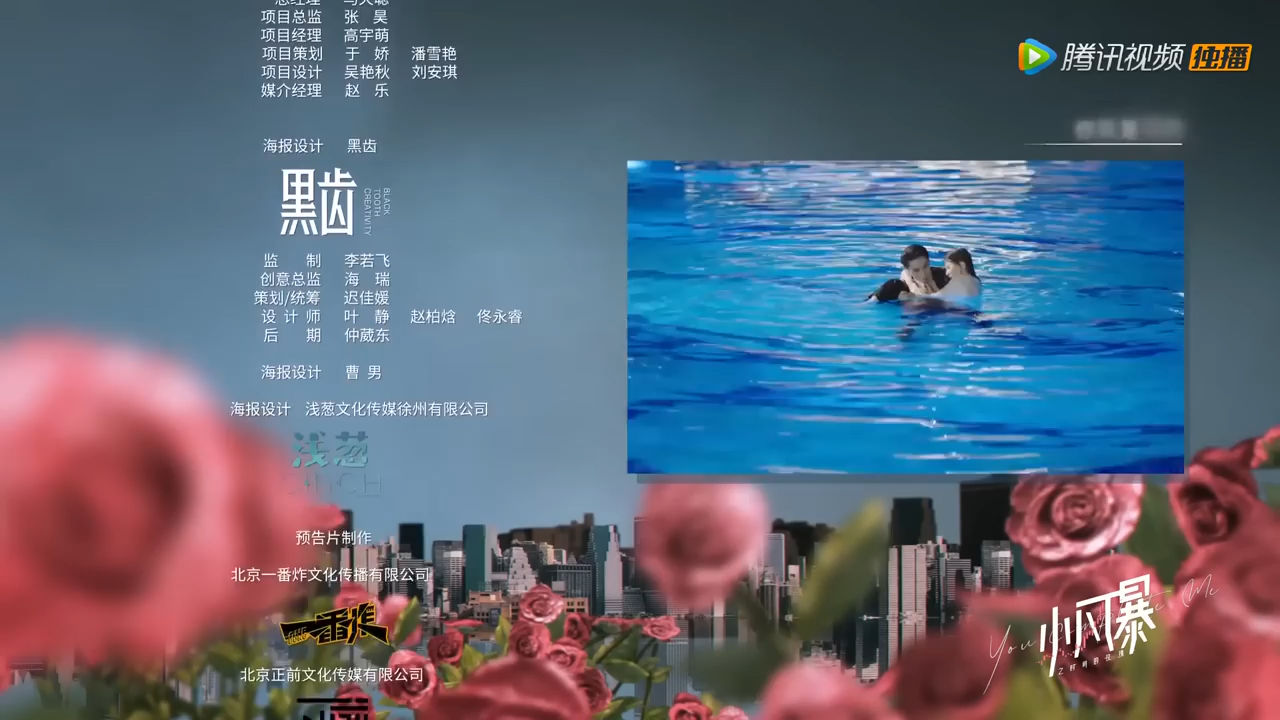 项目总监 张 昊
项目经理 高宇萌
项目策划 于 娇 潘雪艳
项目设计 吴艳秋 刘安琪
媒介经理 赵 乐
海报设计 黑齿
黑齿
BLACK
TOOTH
CREATIVITY
监 制 李若飞
创意总监 海 瑞
策划/统筹 迟佳媛
设 计 师 叶 静 赵柏焓 佟永睿
后 期 仲葳东
海报设计 曹 男
海报设计 浅葱文化传媒徐州有限公司
浅葱
预告片制作
北京一番炸文化传播有限公司
一番炸
北京正前文化传媒有限公司
腾讯视频 独播
小风暴